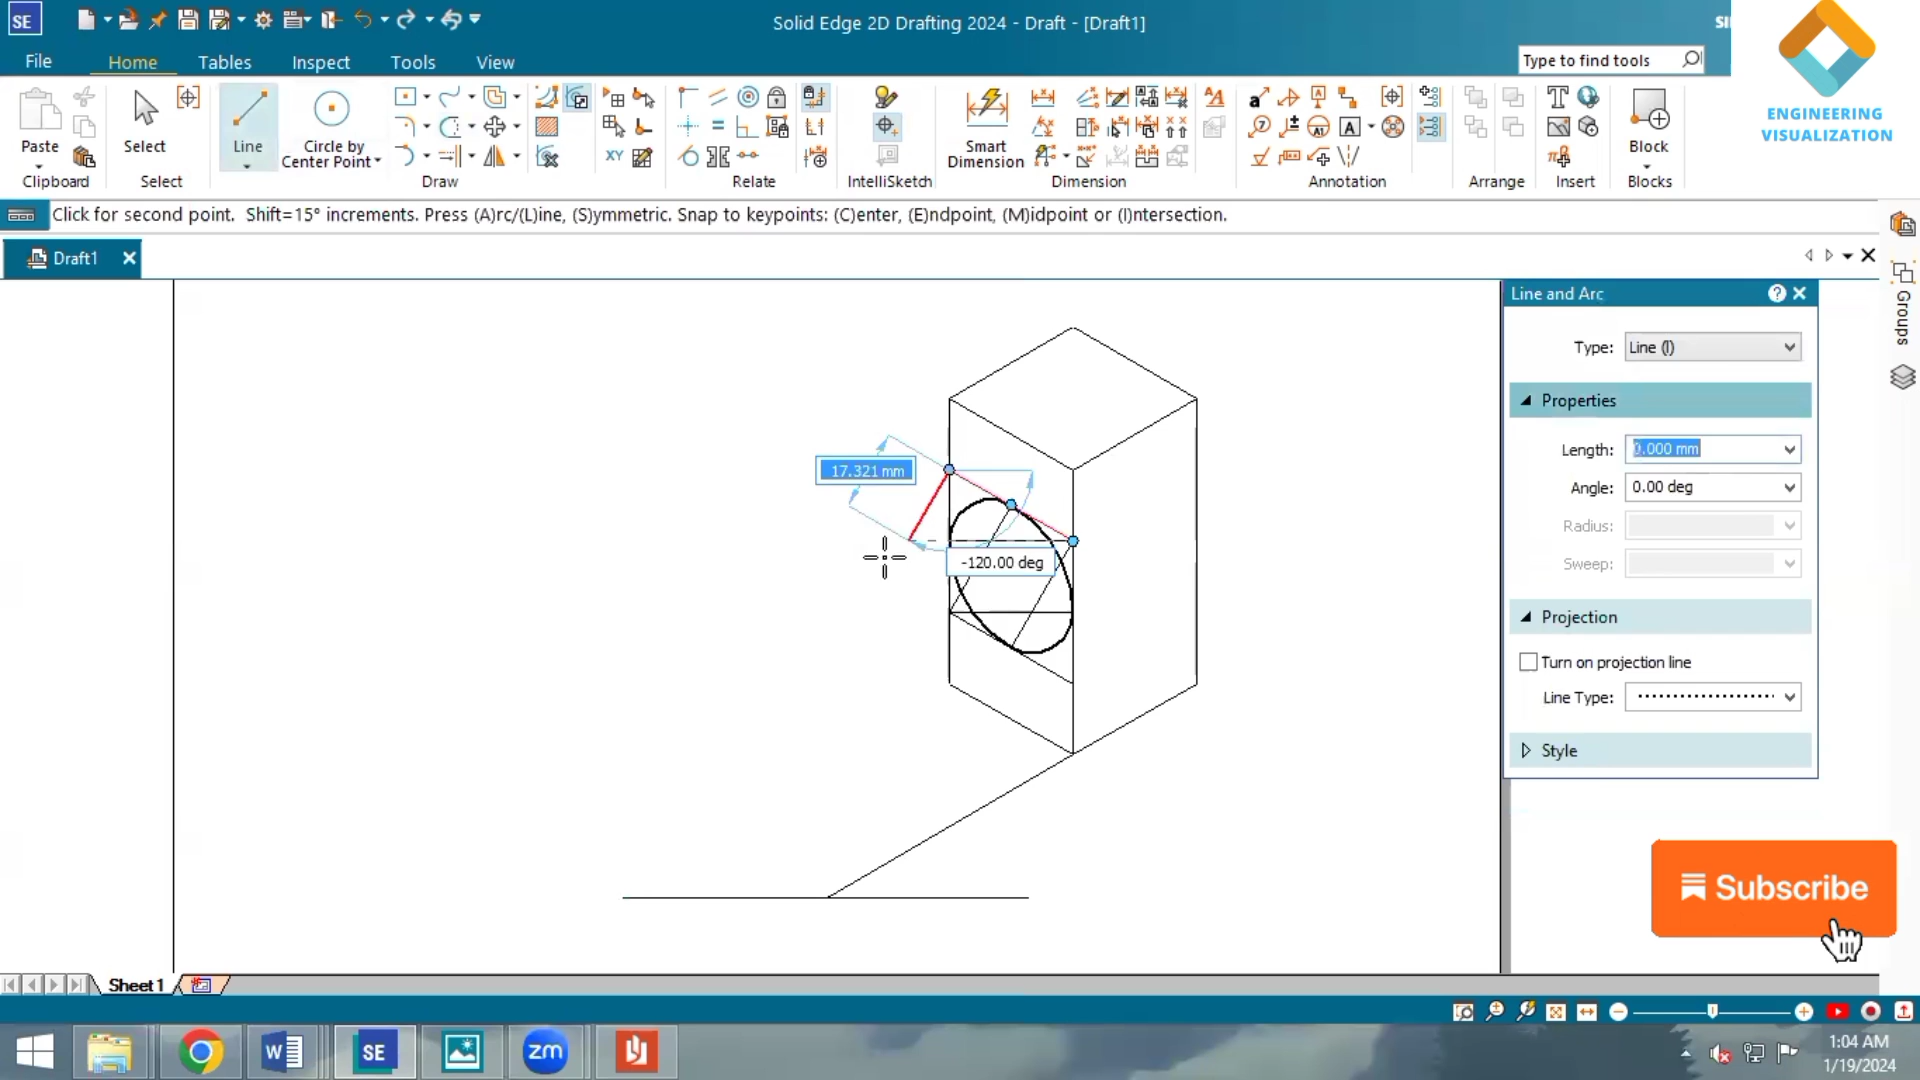 SE
Solid Edge 2D Drafting 2024 - Draft - [Draft1]
ENGINEERING
VISUALIZATION
File
Home
Tables
Inspect
Tools
View
Type to find tools
Paste
Select
Line
Circle by
Center Point
XY
Smart
Dimension
Block
Clipboard
Select
Draw
Relate
IntelliSketch
Dimension
Annotation
Arrange
Insert
Blocks
Click for second point. Shift=15° increments. Press (A)rc/(L)ine, (S)ymmetric. Snap to keypoints: (C)enter, (E)ndpoint, (M)idpoint or (I)ntersection.
Draft1
Groups
Line and Arc
Type: Line (l)
Properties
Length: 0.000 mm
Angle: 0.00 deg
Radius:
Sweep:
Projection
Turn on projection line
Line Type:
Style
17.321 mm
-120.00 deg
Subscribe
Sheet1
W
SE
zm
1:04 AM
1/19/2024